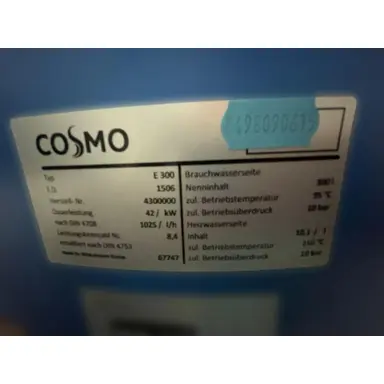 COSMO
Typ E 300
F.D. 1506
Herstell- Nr. 4300000
Dauerleistung 42 / kW
nach DIN 4708 1025 / l/h
Leistungskennzahl NL 8,4
ermittelt nach DIN 4753
67747
Brauchwasserseite
Nenninhalt 300 l
zul. Betriebstemperatur 95 °C
zul. Betriebsüberdruck 10 bar
Heizwasserseite
Inhalt
zul. Betriebstemperatur 110 °C
zul. Betriebsüberdruck 10 bar